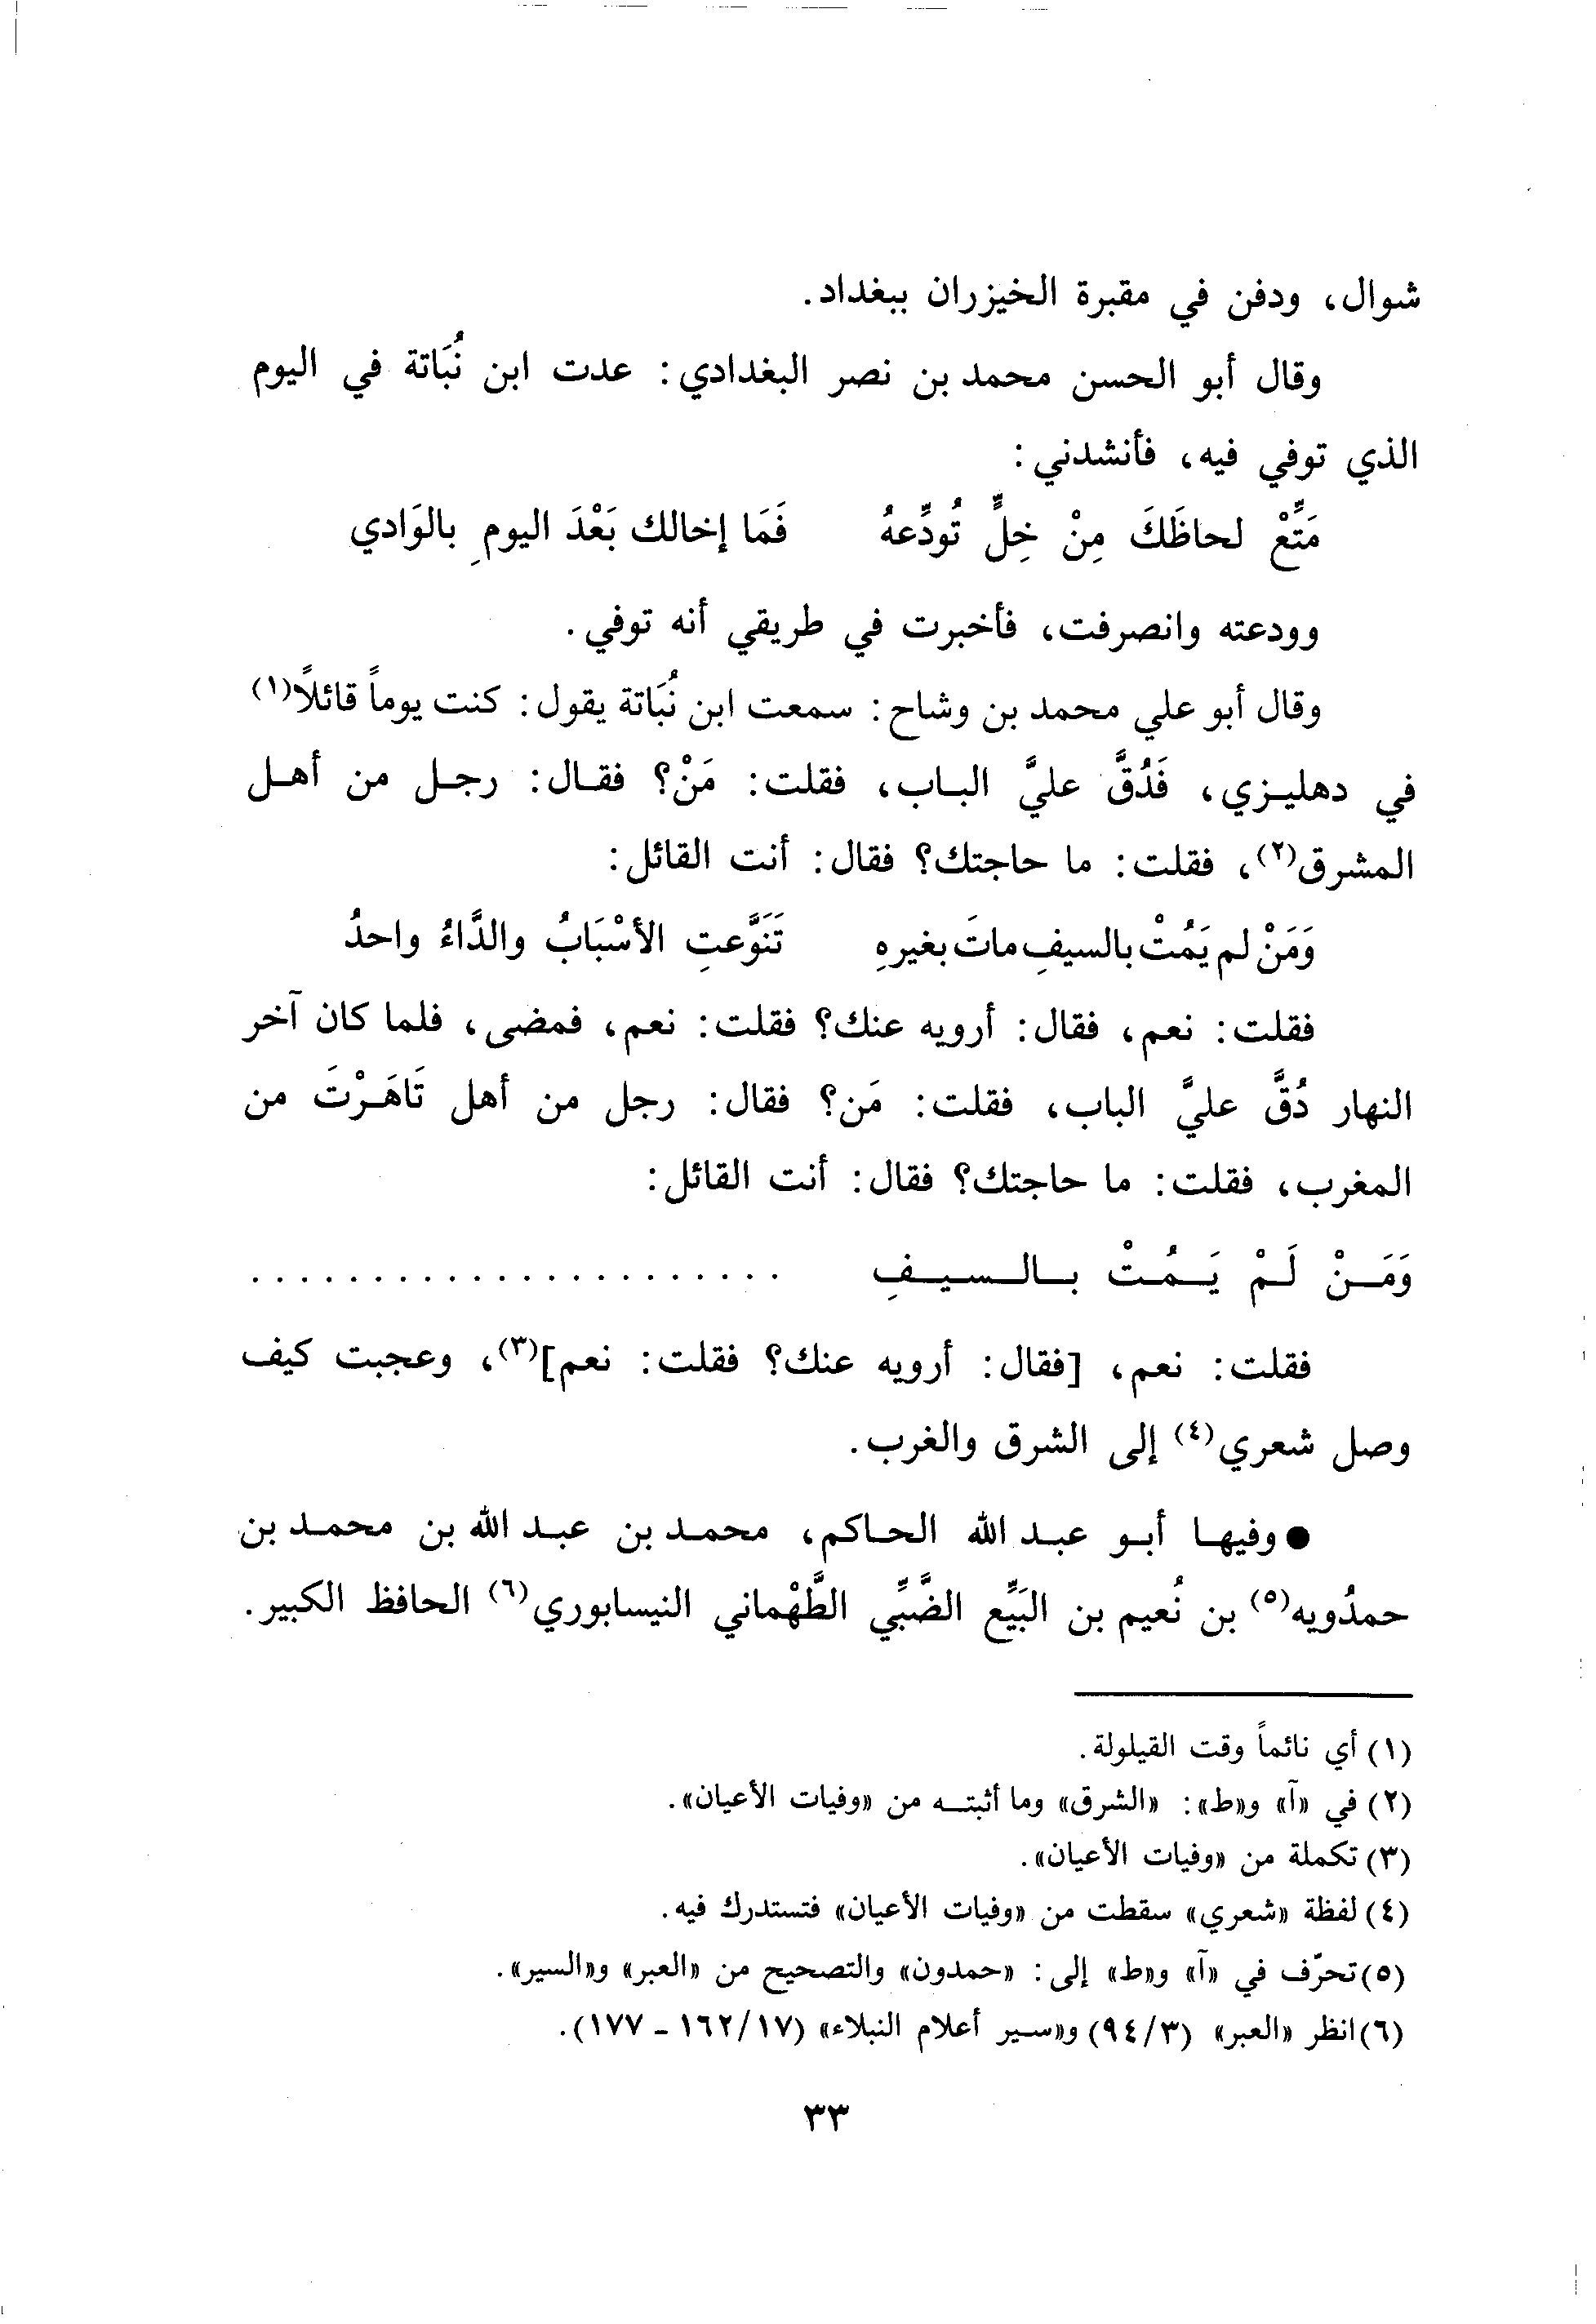 شوال، ودفن في مقبرة الخيزران ببغداد.
وقال أبو الحسن محمد بن نصر البغدادي: عدت ابن نُبَاتة في اليوم
الذي توفي فيه، فأنشدني:
مَتِّعْ لحاظَكَ مِنْ خِلٍّ تُودِّعهُ فَمَا إخالك بَعْدَ اليومِ بالوَادي
وودعته وانصرفت، فأخبرت في طريقي أنه توفي.
وقال أبو علي محمد بن وشاح: سمعت ابن نُبَاتة يقول: كنت يوماً قائلاً(١)
في دهليزي، فَدُقَّ عليَّ الباب، فقلت: مَنْ؟ فقال: رجل من أهل
المشرق(٢)، فقلت: ما حاجتك؟ فقال: أنت القائل:
وَمَنْ لم يَمُتْ بالسيفِ ماتَ بغيرهِ تَنَوَّعتِ الأسْبَابُ والدَّاءُ واحدُ
فقلت: نعم، فقال: أرويه عنك؟ فقلت: نعم، فمضى، فلما كان آخر
النهار دُقَّ عليَّ الباب، فقلت: مَن؟ فقال: رجل من أهل تَاهَرْتَ من
المغرب، فقلت: ما حاجتك؟ فقال: أنت القائل:
وَمَنْ لَمْ يَمُتْ بالسيفِ ......................
فقلت: نعم، [فقال: أرويه عنك؟ فقلت: نعم](٣)، وعجبت كيف
وصل شعري(٤) إلى الشرق والغرب.
● وفيها أبو عبد الله الحاكم، محمد بن عبد الله بن محمد بن
حمدُويه(٥) بن نُعيم بن البَيِّع الضَّبِّي الطَّهْماني النيسابوري(٦) الحافظ الكبير.
(١) أي نائماً وقت القيلولة.
(٢) في «آ» و«ط»: «الشرق» وما أثبته من «وفيات الأعيان».
(٣) تكملة من «وفيات الأعيان».
(٤) لفظة «شعري» سقطت من «وفيات الأعيان» فتستدرك فيه.
(٥) تحرّف في «آ» و«ط» إلى: «حمدون» والتصحيح من «العبر» و«السير».
(٦) انظر «العبر» (٩٤/٣) و«سير أعلام النبلاء» (١٦٢/١٧ - ١٧٧).
٣٣